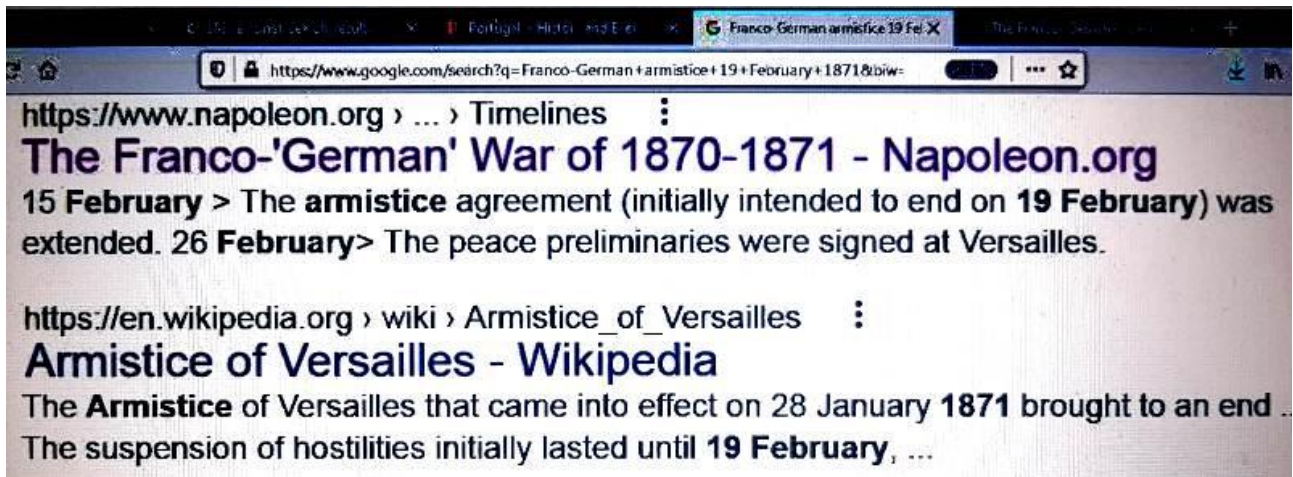 Franco-German armistice 19 Fe
https://www.google.com/search?q=Franco-German+armistice+19+February+1871&biw=
https://www.napoleon.org › ... › Timelines
The Franco-'German' War of 1870-1871 - Napoleon.org
15 February > The armistice agreement (initially intended to end on 19 February) was
extended. 26 February> The peace preliminaries were signed at Versailles.
https://en.wikipedia.org › wiki › Armistice_of_Versailles
Armistice of Versailles - Wikipedia
The Armistice of Versailles that came into effect on 28 January 1871 brought to an end ..
The suspension of hostilities initially lasted until 19 February, ...